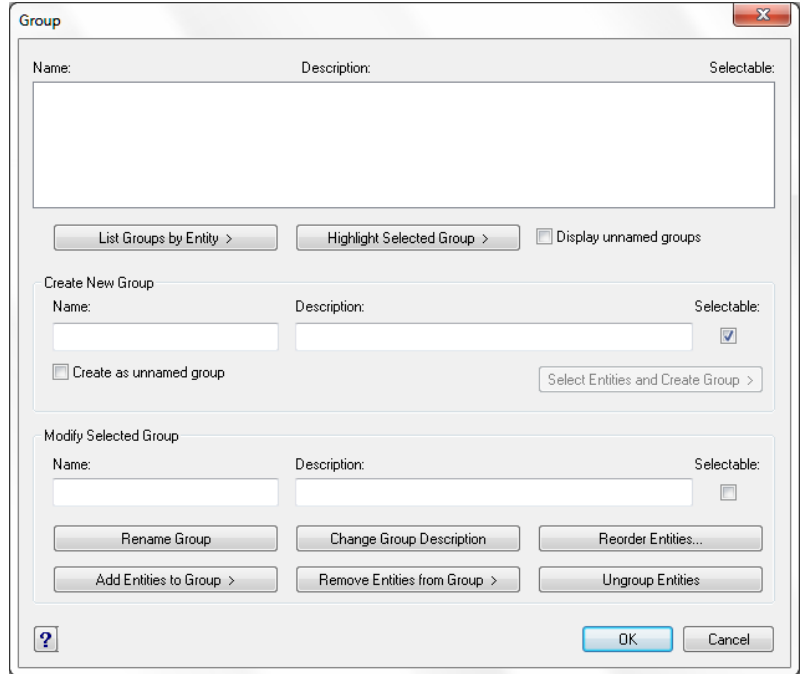 Group
Name: Description: Selectable:
List Groups by Entity > Highlight Selected Group > Display unnamed groups
Create New Group
Name: Description: Selectable:
Create as unnamed group Select Entities and Create Group >
Modify Selected Group
Name: Description: Selectable:
Rename Group Change Group Description Reorder Entities...
Add Entities to Group > Remove Entities from Group > Ungroup Entities
? OK Cancel